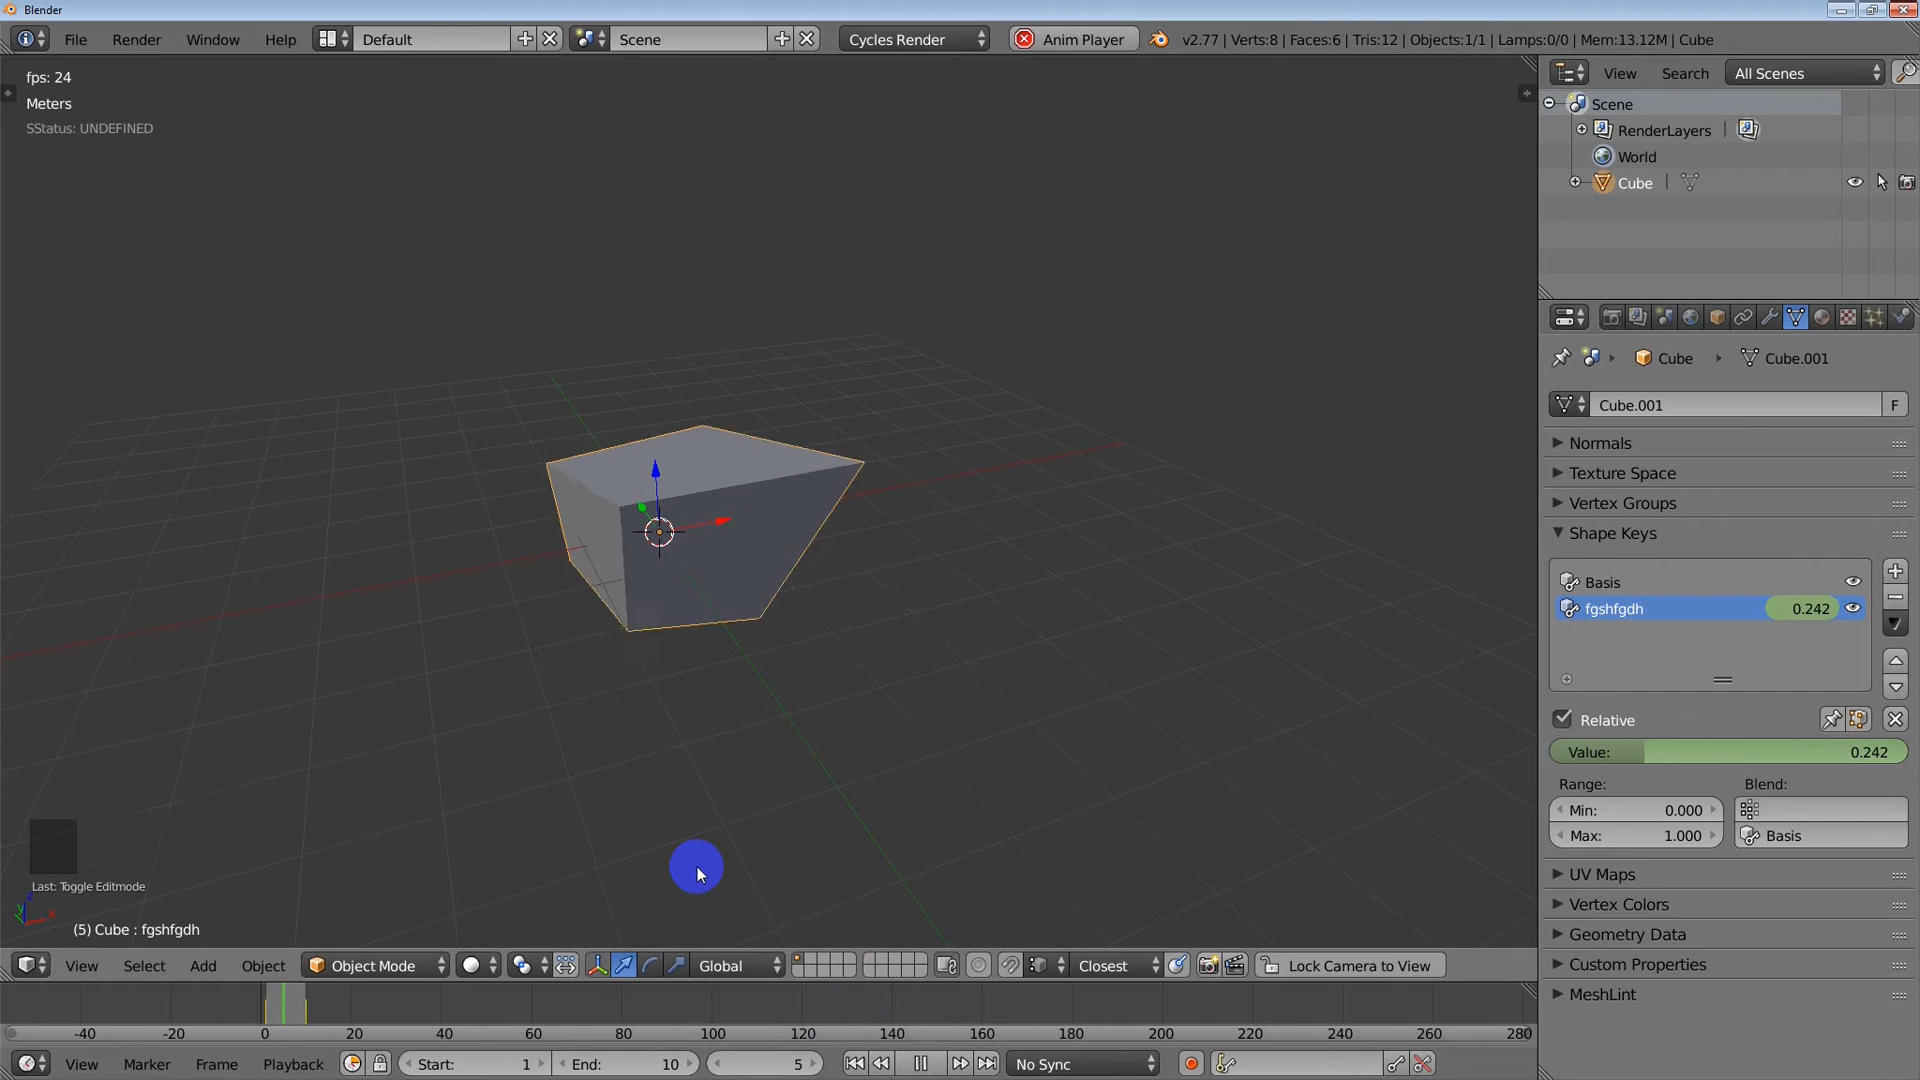 Blender
File Render Window Help Default Scene Cycles Render Anim Player v2.77 | Verts:8 | Faces:6 | Tris:12 | Objects:1/1 | Lamps:0/0 | Mem:13.12M | Cube
fps: 24
Meters
SStatus: UNDEFINED
View Search All Scenes
Scene
RenderLayers |
World
Cube |
Cube Cube.001
Cube.001 F
Normals
Texture Space
Vertex Groups
Shape Keys
Basis
fgshfgdh 0.242
Relative
Value: 0.242
Range: Blend:
Min: 0.000
Max: 1.000 Basis
UV Maps
Vertex Colors
Geometry Data
Custom Properties
MeshLint
Last: Toggle Editmode
z
y x
(5) Cube : fgshfgdh
View Select Add Object Object Mode Global Closest Lock Camera to View
-40 -20 0 20 40 60 80 100 120 140 160 180 200 220 240 260 280
View Marker Frame Playback Start: 1 End: 10 5 No Sync